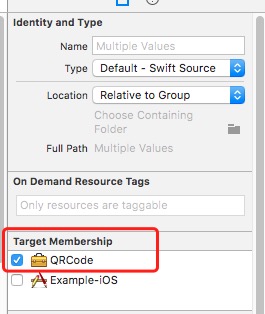 Identity and Type
Name Multiple Values
Type Default - Swift Source
Location Relative to Group
Choose Containing
Folder
Full Path Multiple Values
On Demand Resource Tags
Only resources are taggable
Target Membership
QRCode
Example-iOS